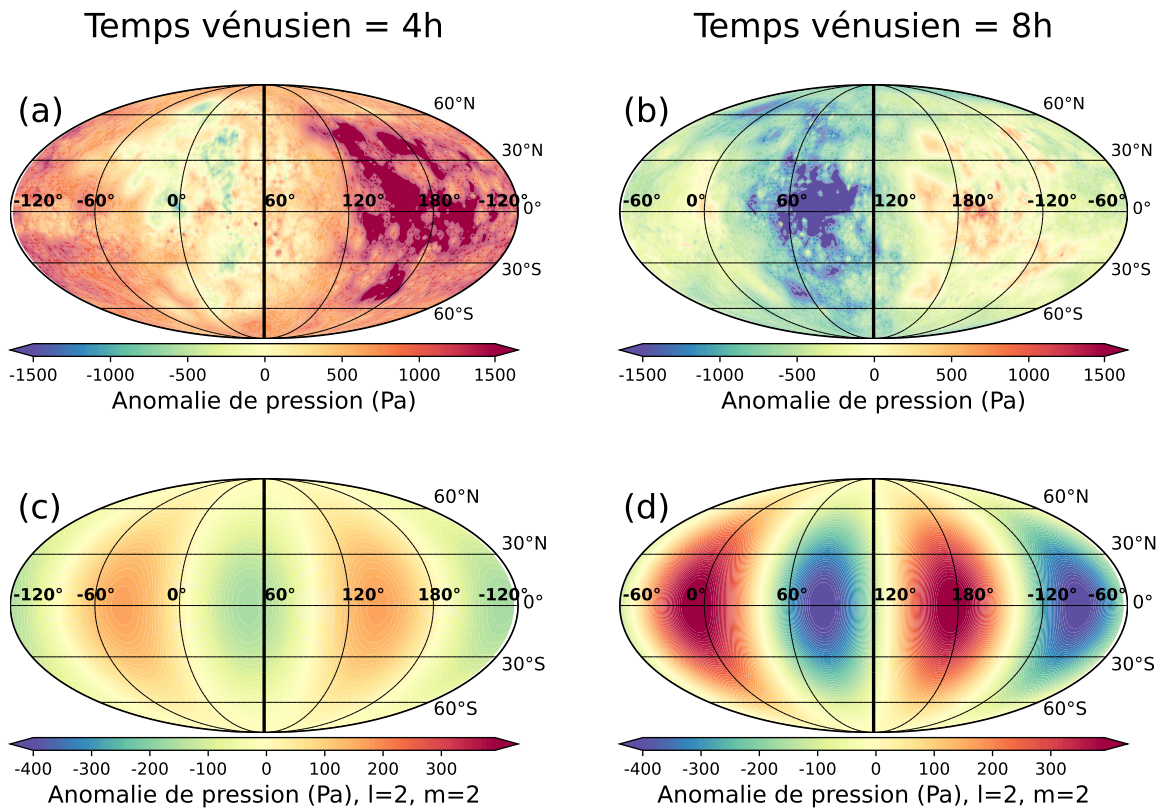 Temps vénusien = 4h
Temps vénusien = 8h
(a)
60°N
30°N
-120° -60° 0° 60° 120° 180° -120° 0°
30°S
60°S
-1500 -1000 -500 0 500 1000 1500
Anomalie de pression (Pa)
(b)
60°N
30°N
-60° 0° 60° 120° 180° -120° -60° 0°
30°S
60°S
-1500 -1000 -500 0 500 1000 1500
Anomalie de pression (Pa)
(c)
60°N
30°N
-120° -60° 0° 60° 120° 180° -120° 0°
30°S
60°S
-400 -300 -200 -100 0 100 200 300
Anomalie de pression (Pa), l=2, m=2
(d)
60°N
30°N
-60° 0° 60° 120° 180° -120° -60° 0°
30°S
60°S
-400 -300 -200 -100 0 100 200 300
Anomalie de pression (Pa), l=2, m=2